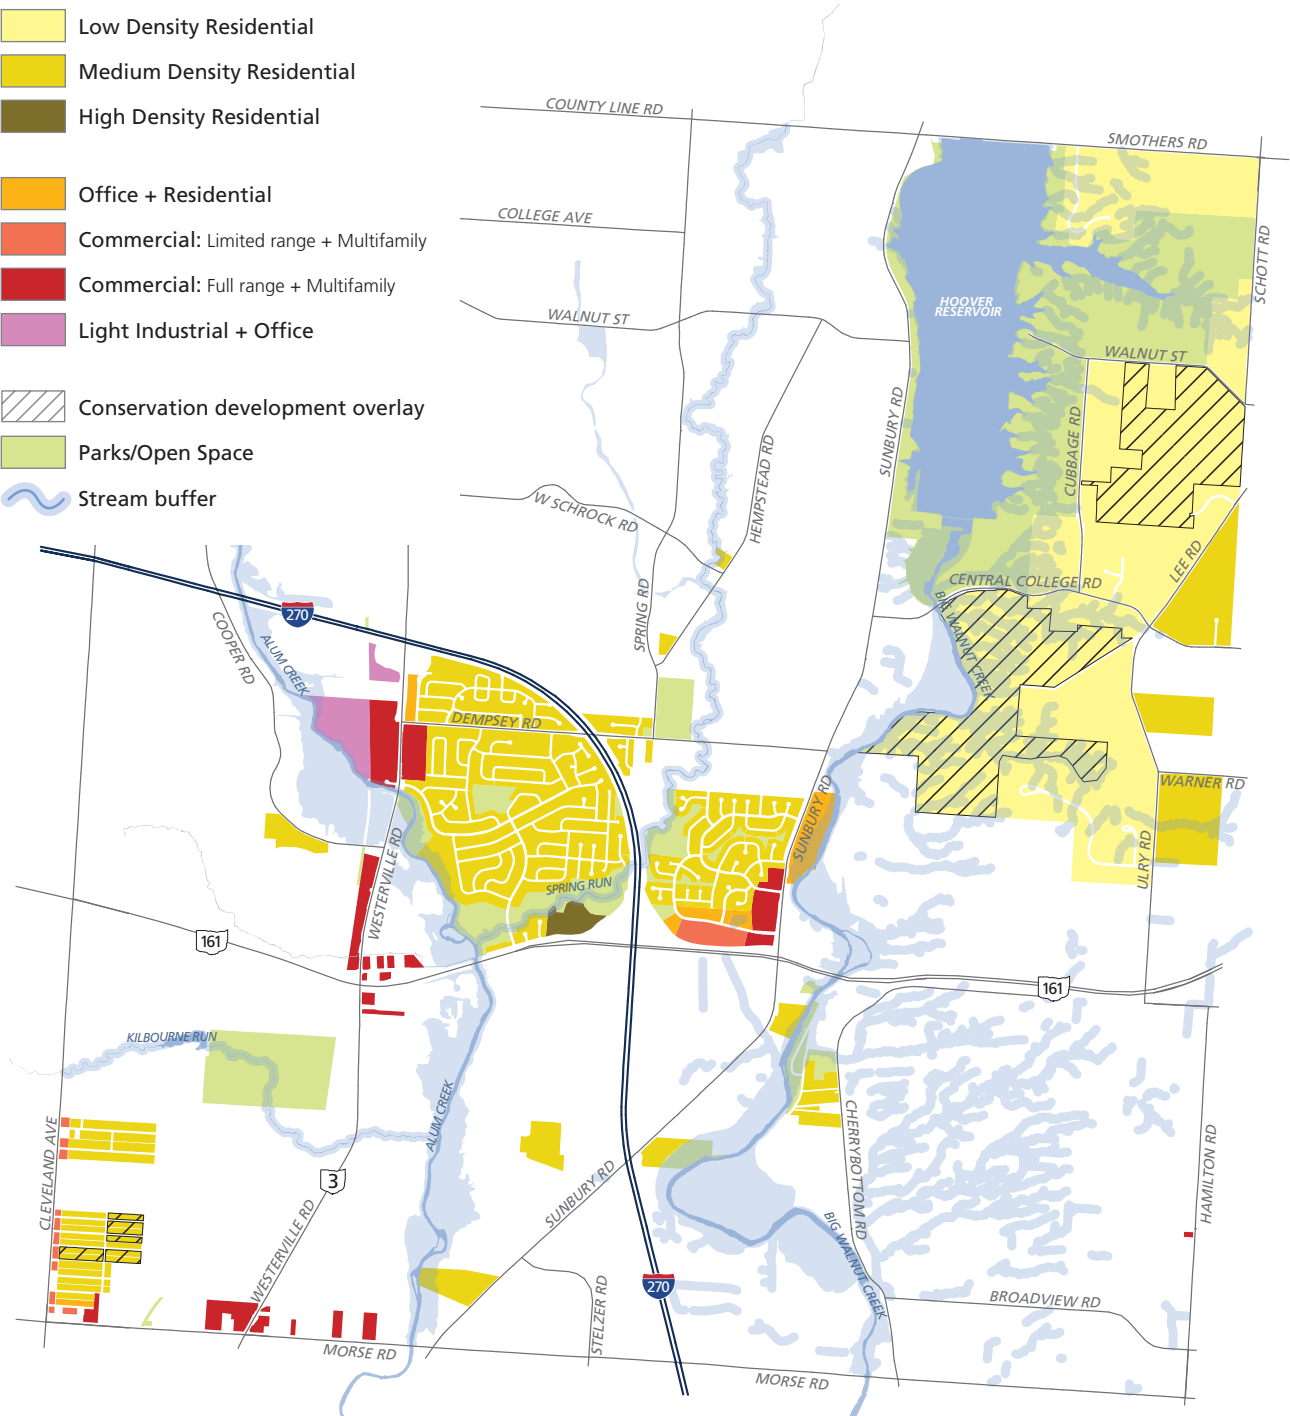 Low Density Residential
Medium Density Residential
High Density Residential
Office + Residential
Commercial: Limited range + Multifamily
Commercial: Full range + Multifamily
Light Industrial + Office
Conservation development overlay
Parks/Open Space
Stream buffer
COUNTY LINE RD
SMOTHERS RD
COLLEGE AVE
SCHOTT RD
HOOVER
RESERVOIR
WALNUT ST
WALNUT ST
SUNBURY RD
CUBBAGE RD
HEMPSTEAD RD
W SCHROCK RD
LEE RD
CENTRAL COLLEGE RD
SPRING RD
BIG WALNUT CREEK
270
COOPER RD
ALUM CREEK
DEMPSEY RD
WARNER RD
SUNBURY RD
ULRY RD
WESTERVILLE RD
SPRING RUN
161
161
KILBOURNE RUN
ALUM CREEK
CHERRYBOTTOM RD
CLEVELAND AVE
HAMILTON RD
3
SUNBURY RD
WESTERVILLE RD
BIG WALNUT CREEK
270
STELZER RD
BROADVIEW RD
MORSE RD
MORSE RD